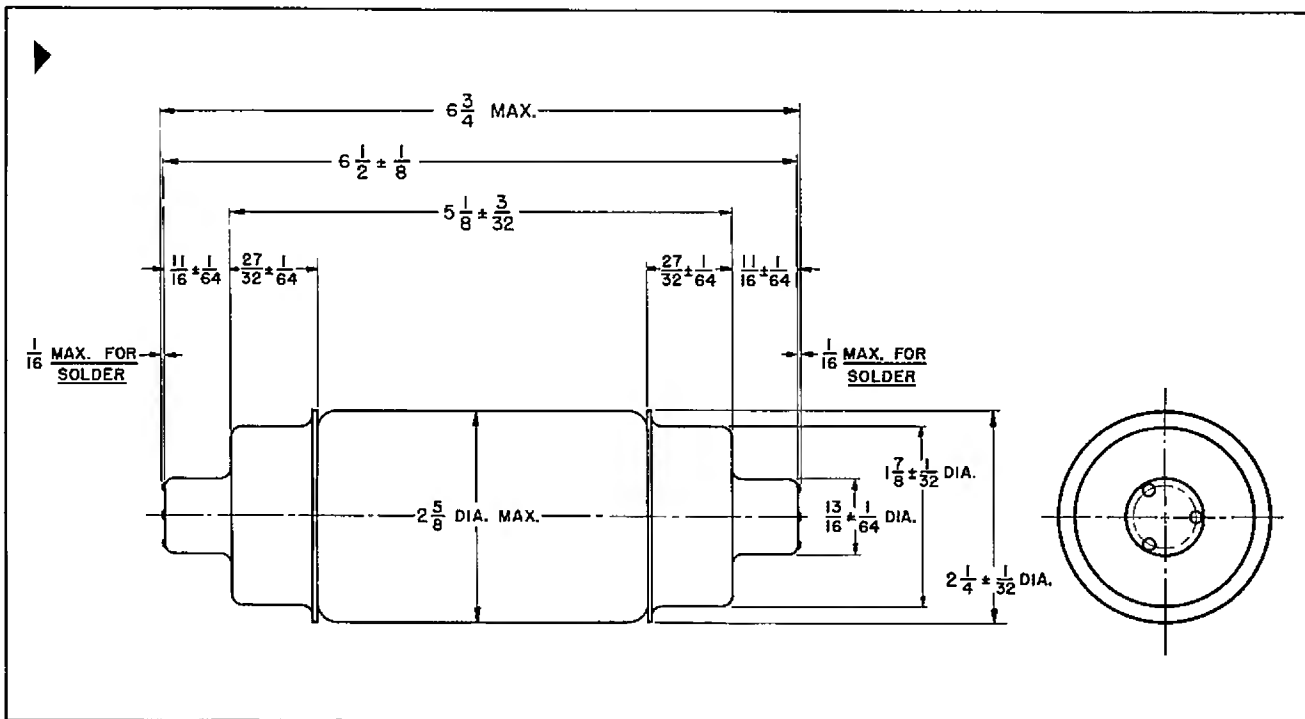 6 3/4 MAX.
6 1/2 ± 1/8
5 1/8 ± 3/32
11/16 ± 1/64
27/32 ± 1/64
27/32 ± 1/64
11/16 ± 1/64
1/16 MAX. FOR
SOLDER
1/16 MAX. FOR
SOLDER
2 5/8 DIA. MAX.
1 7/8 ± 1/32 DIA.
13/16 ± 1/64 DIA.
2 1/4 ± 1/32 DIA.